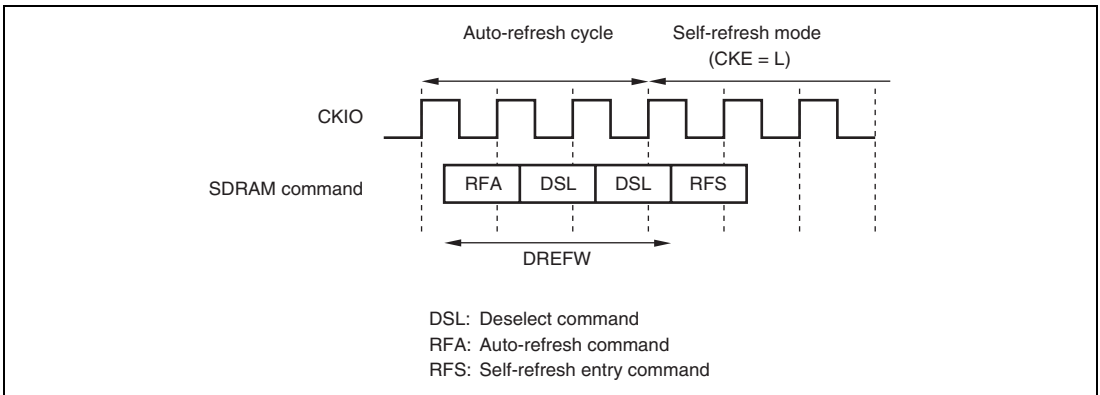 Auto-refresh cycle
Self-refresh mode
(CKE = L)
CKIO
SDRAM command
RFA
DSL
DSL
RFS
DREFW
DSL: Deselect command
RFA: Auto-refresh command
RFS: Self-refresh entry command